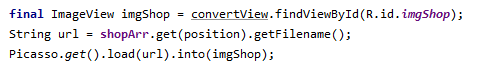 final ImageView imgShop = convertView.findViewById(R.id.imgShop);
String url = shopArr.get(position).getFilename();
Picasso.get().load(url).into(imgShop);